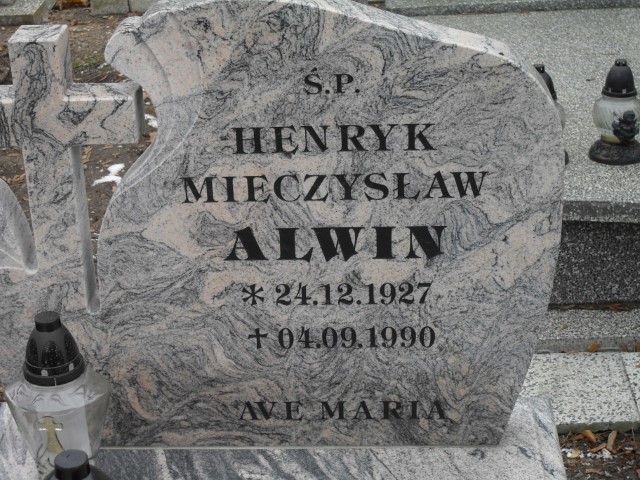 Ś.P.
HENRYK
MIECZYSŁAW
ALWIN
* 24.12.1927
† 04.09.1990
AVE MARIA